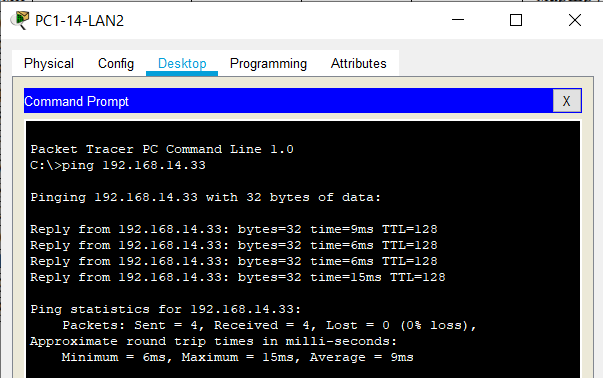 PC1-14-LAN2
Physical Config Desktop Programming Attributes
Command Prompt X
Packet Tracer PC Command Line 1.0
C:\>ping 192.168.14.33
Pinging 192.168.14.33 with 32 bytes of data:
Reply from 192.168.14.33: bytes=32 time=9ms TTL=128
Reply from 192.168.14.33: bytes=32 time=6ms TTL=128
Reply from 192.168.14.33: bytes=32 time=6ms TTL=128
Reply from 192.168.14.33: bytes=32 time=15ms TTL=128
Ping statistics for 192.168.14.33:
Packets: Sent = 4, Received = 4, Lost = 0 (0% loss),
Approximate round trip times in milli-seconds:
Minimum = 6ms, Maximum = 15ms, Average = 9ms